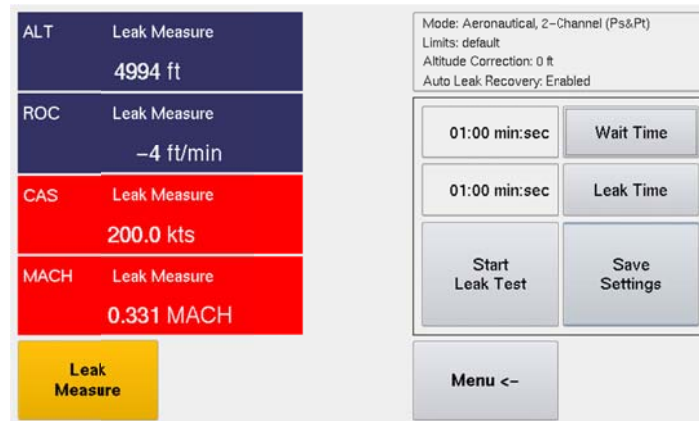 ALT Leak Measure
4994 ft
ROC Leak Measure
–4 ft/min
CAS Leak Measure
200.0 kts
MACH Leak Measure
0.331 MACH
Leak
Measure
Mode: Aeronautical, 2–Channel (Ps&Pt)
Limits: default
Altitude Correction: 0 ft
Auto Leak Recovery: Enabled
01:00 min:sec Wait Time
01:00 min:sec Leak Time
Start
Leak Test
Save
Settings
Menu <–